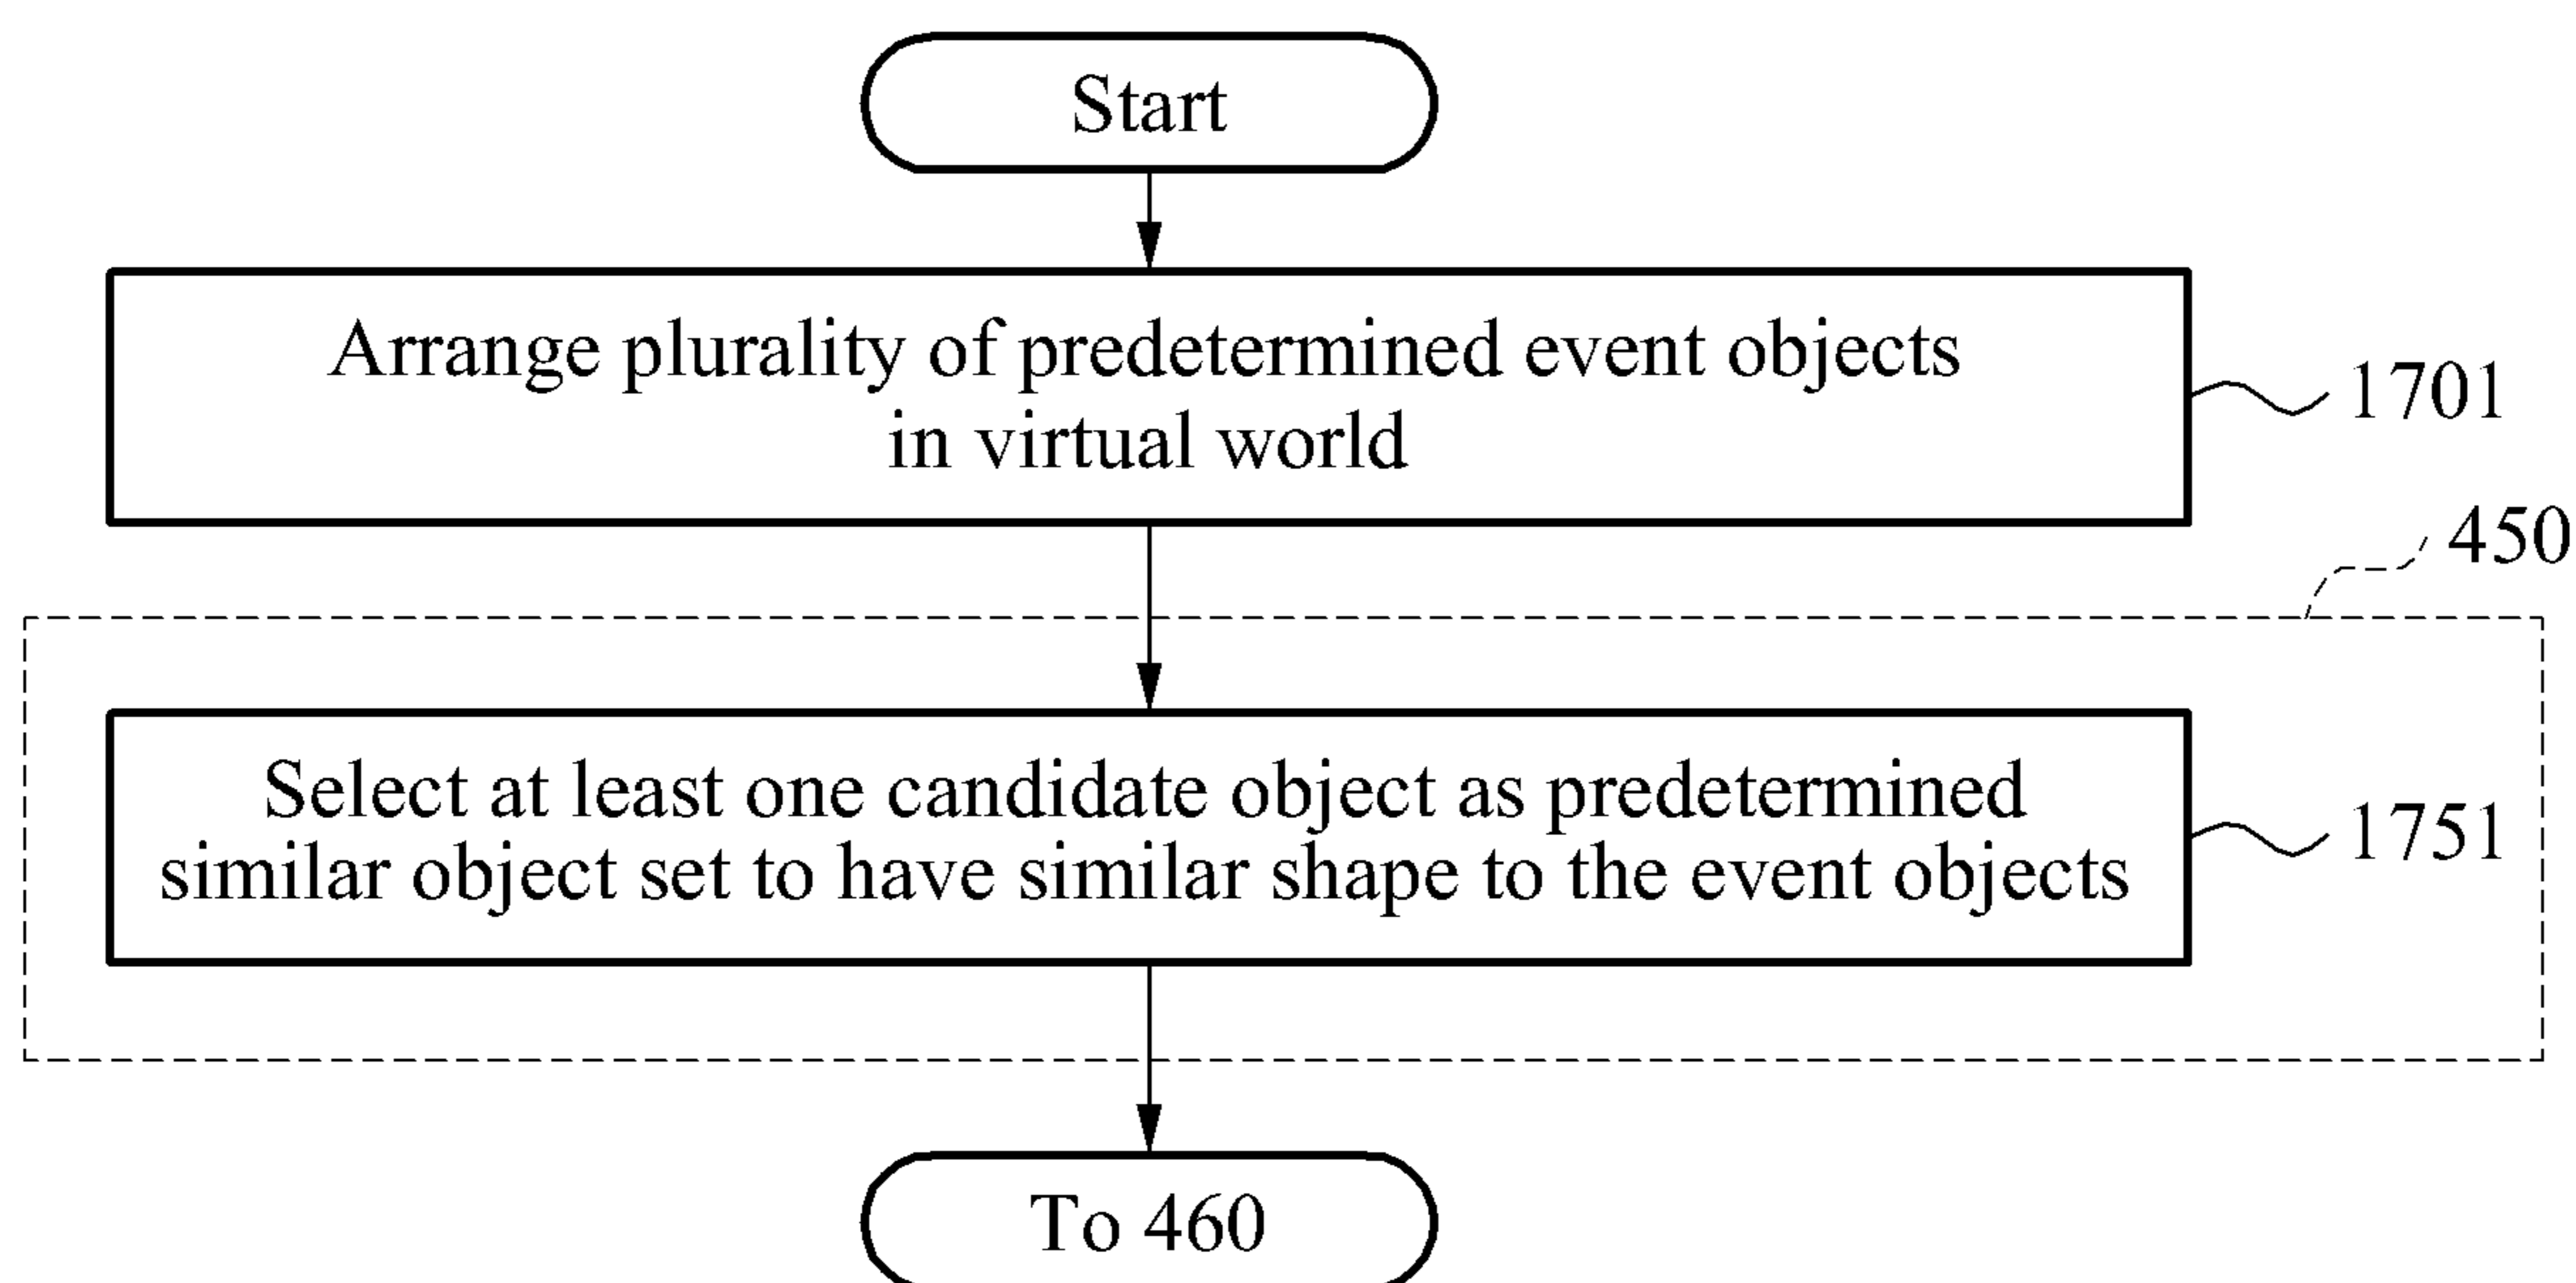 Start
Arrange plurality of predetermined event objects
in virtual world
1701
450
Select at least one candidate object as predetermined
similar object set to have similar shape to the event objects
1751
To 460